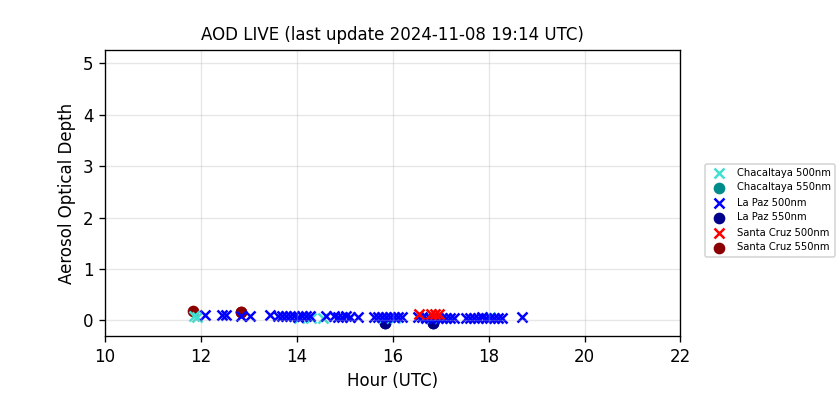 AOD LIVE (last update 2024-11-08 19:14 UTC)
5
4
3
2
1
0
Aerosol Optical Depth
10 12 14 16 18 20 22
Hour (UTC)
Chacaltaya 500nm
Chacaltaya 550nm
La Paz 500nm
La Paz 550nm
Santa Cruz 500nm
Santa Cruz 550nm